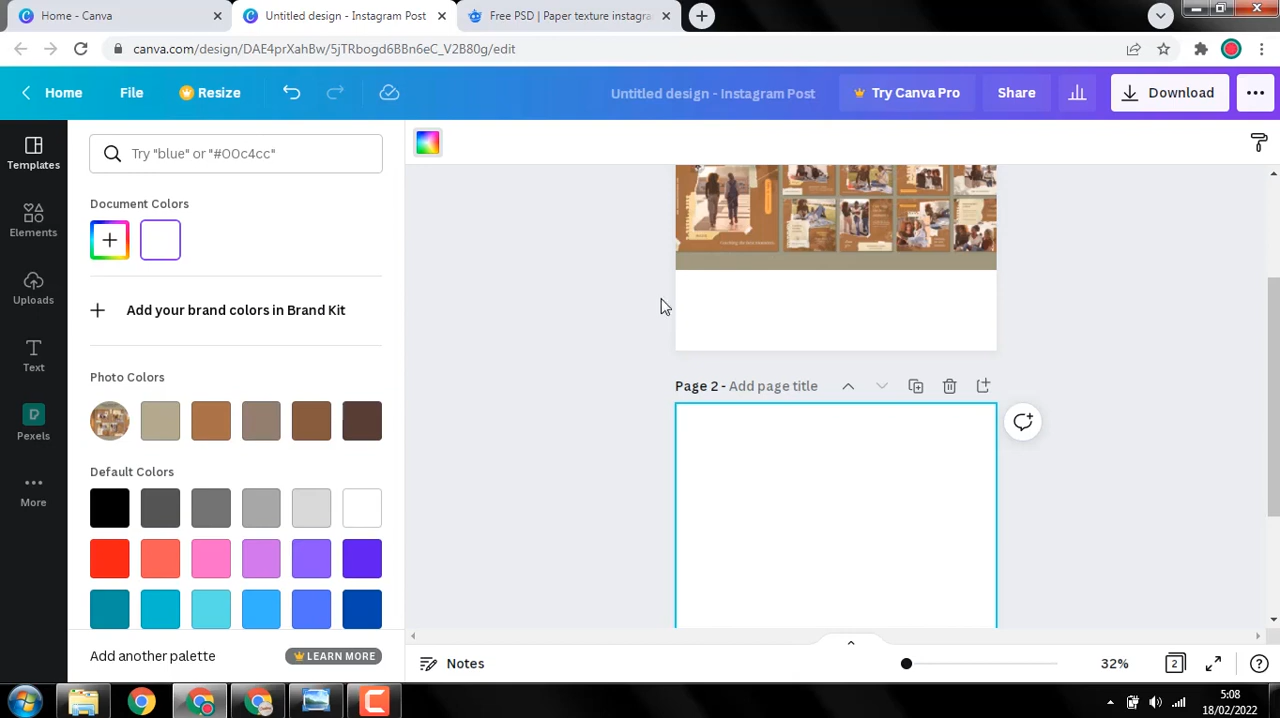 Home - Canva
Untitled design - Instagram Post
Free PSD | Paper texture instagra
canva.com/design/DAE4prXahBw/5jTRbogd6BBn6eC_V2B80g/edit
Home
File
Resize
Untitled design - Instagram Post
Try Canva Pro
Share
Download
Templates
Elements
Uploads
Text
Pexels
More
Try "blue" or "#00c4cc"
Document Colors
Add your brand colors in Brand Kit
Photo Colors
Default Colors
Add another palette
LEARN MORE
Page 2 - Add page title
Notes
32%
2
5:08
18/02/2022